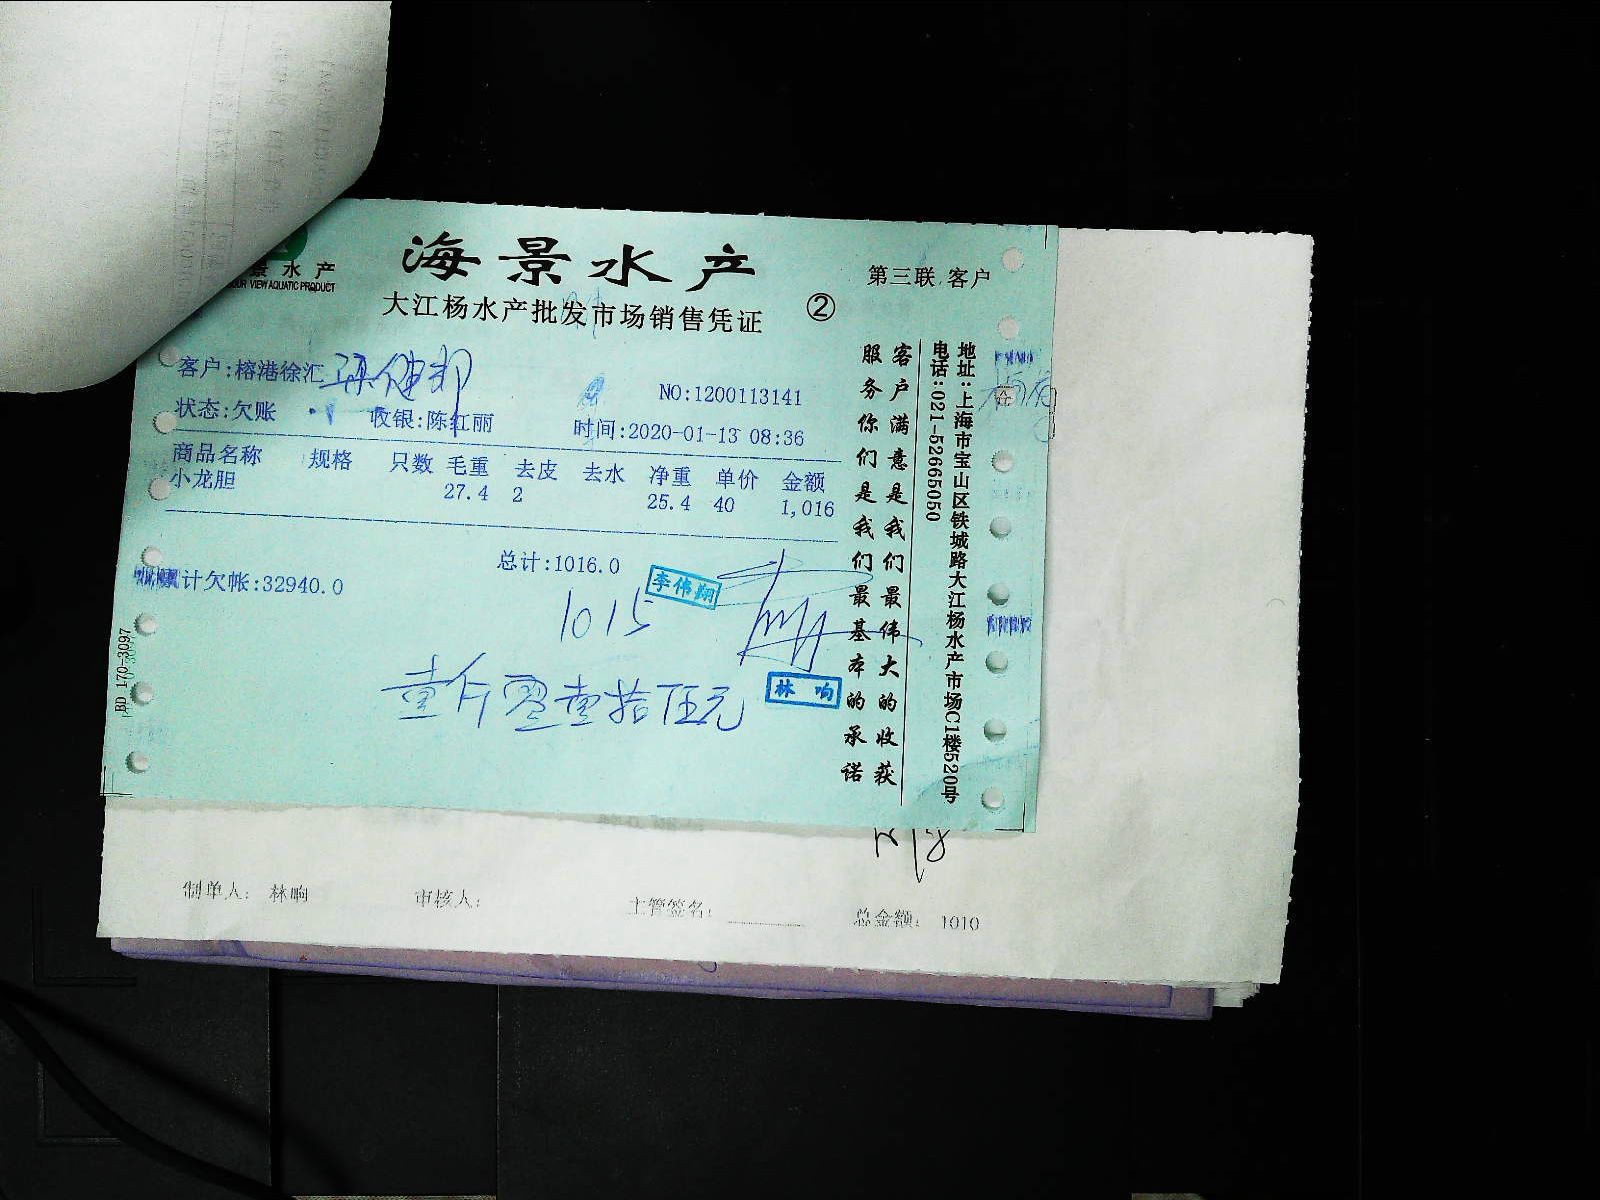 海景水产
景水产
VIEW AQUATIC PRODUCT
大江杨水产批发市场销售凭证
②
第三联 客户
客户:榕港徐汇
NO:1200113141
状态:欠账
收银:陈红丽
时间:2020-01-13 08:36
商品名称 规格 只数 毛重 去皮 去水 净重 单价 金额
小龙胆 27.4 2 25.4 40 1,016
总计:1016.0
计欠帐:32940.0
李伟翔
1015
壹仟零壹拾伍元
林响
客户满意是我们最伟大的收获
服务你们是我们最基本的承诺
地址:上海市宝山区铁城路大江杨水产市场C1楼520号
电话:021-52665050
BD 170-3097
制单人: 林响
审核人:
主管签名:
总金额: 1010